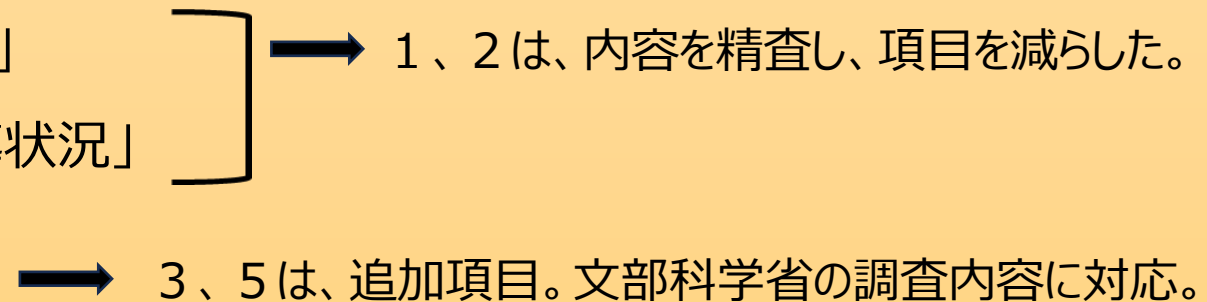 」
１、２は、内容を精査し、項目を減らした。
状況」
３、５は、追加項目。文部科学省の調査内容に対応。